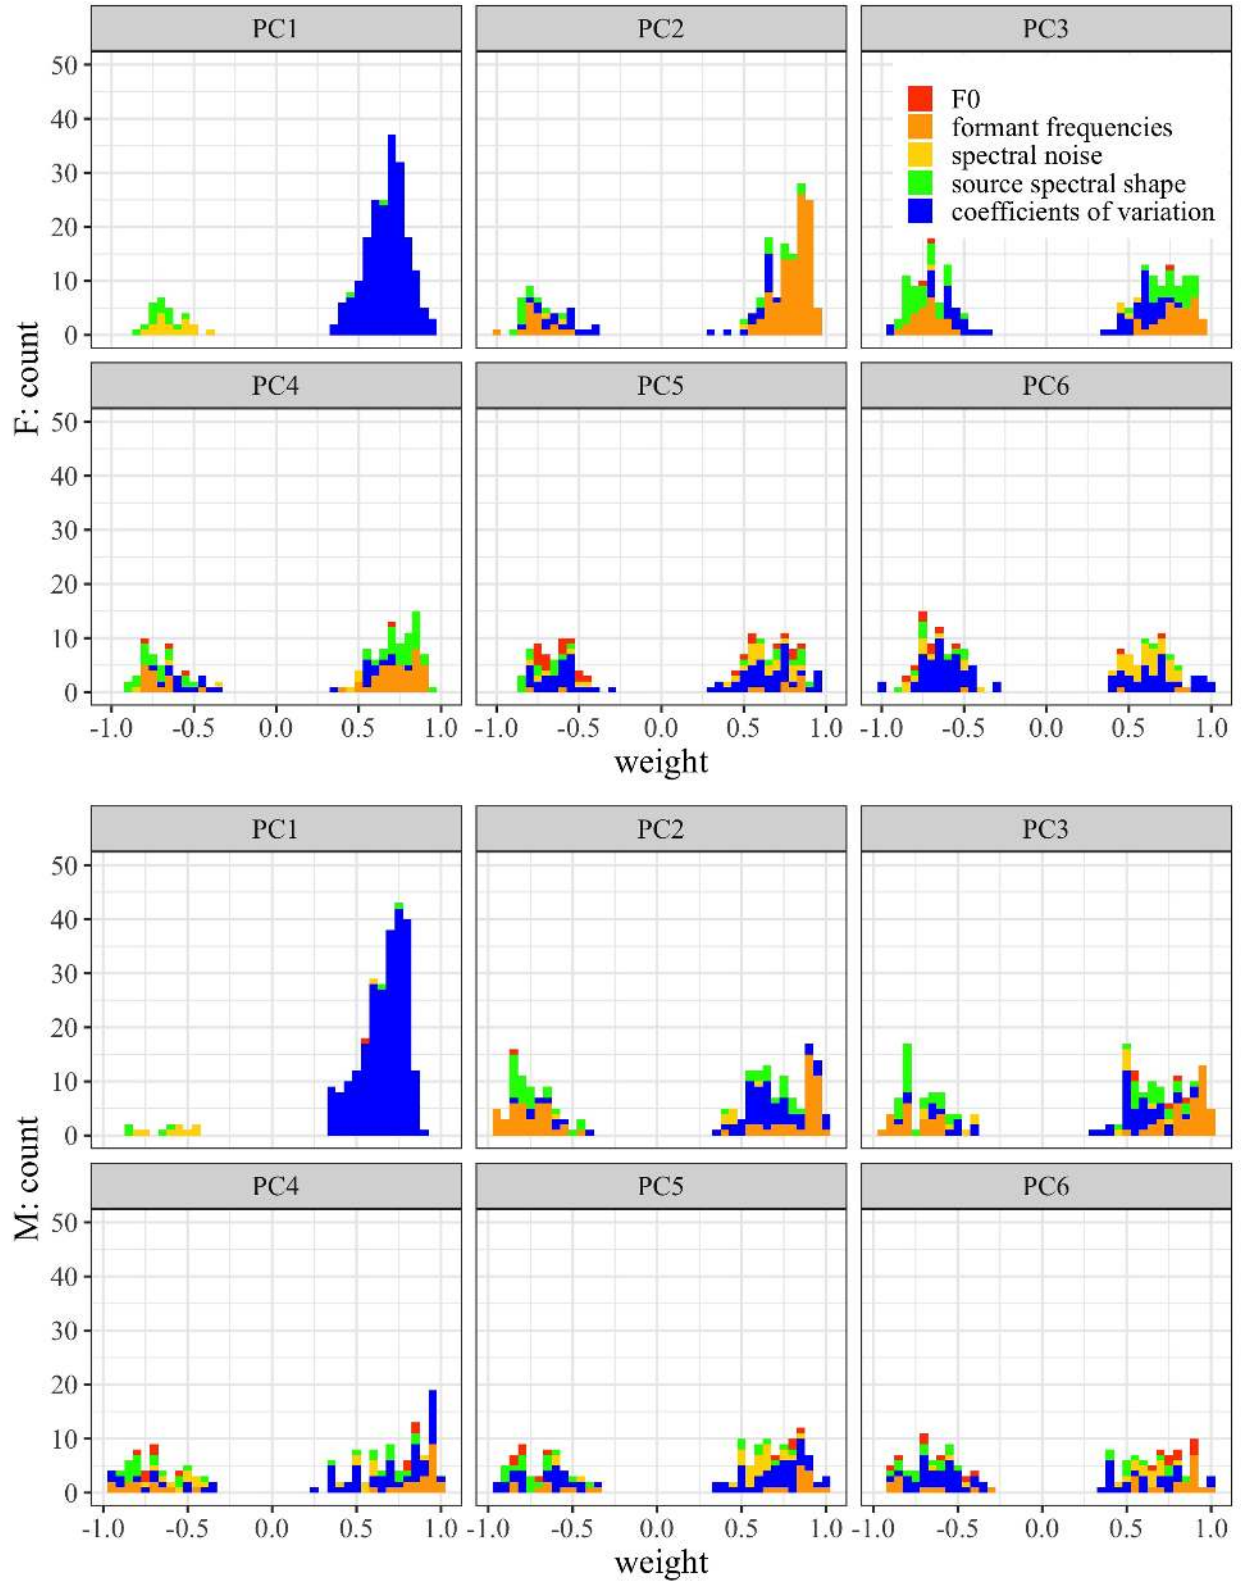 PC1 PC2 PC3
50
40
30
20
10
0
F0
formant frequencies
spectral noise
source spectral shape
coefficients of variation
F: count
PC4 PC5 PC6
50
40
30
20
10
0
-1.0 -0.5 0.0 0.5 1.0 -1.0 -0.5 0.0 0.5 1.0 -1.0 -0.5 0.0 0.5 1.0
weight
PC1 PC2 PC3
50
40
30
20
10
0
M: count
PC4 PC5 PC6
50
40
30
20
10
0
-1.0 -0.5 0.0 0.5 1.0 -1.0 -0.5 0.0 0.5 1.0 -1.0 -0.5 0.0 0.5 1.0
weight